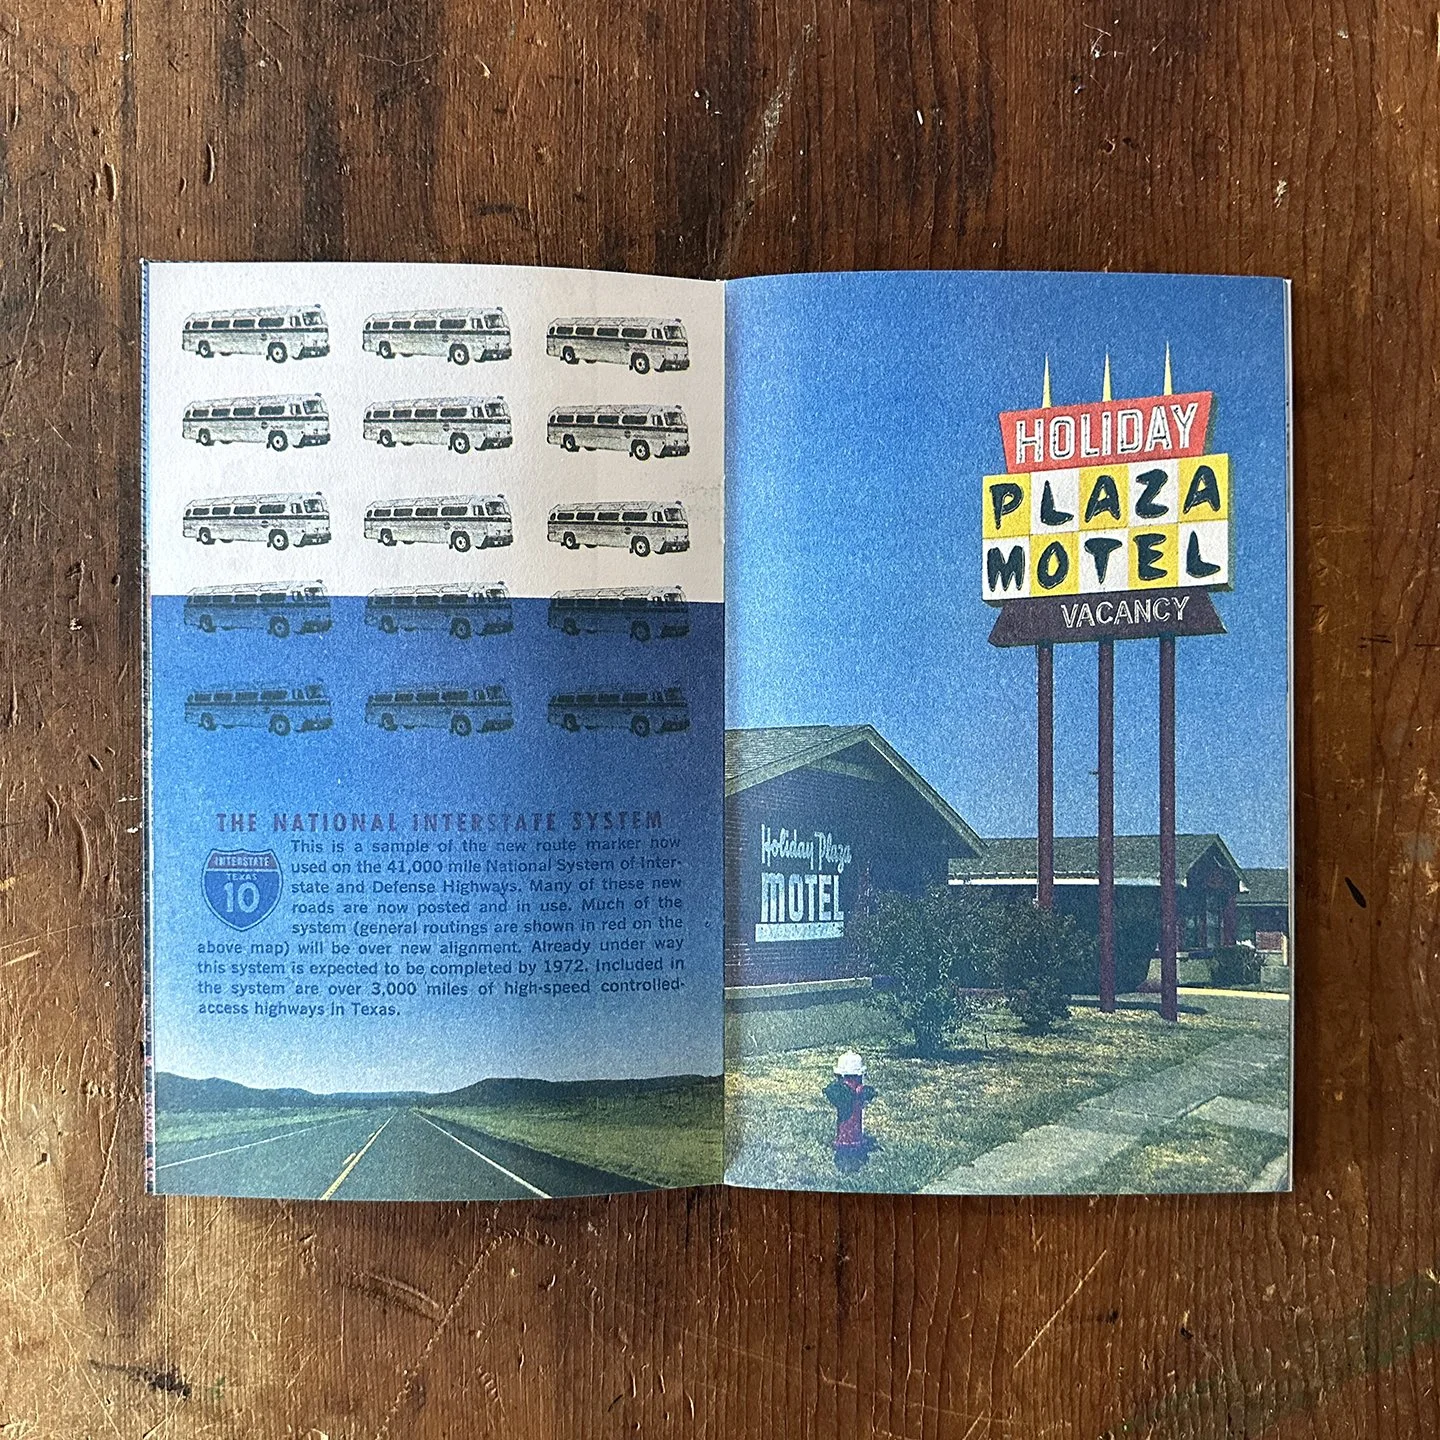 THE NATIONAL INTERSTATE SYSTEM
INTERSTATE
TEXAS
10
This is a sample of the new route marker now
used on the 41,000 mile National System of Inter-
state and Defense Highways. Many of these new
roads are now posted and in use. Much of the
system (general routings are shown in red on the
above map) will be over new alignment. Already under way
this system is expected to be completed by 1972. Included in
the system are over 3,000 miles of high-speed controlled-
access highways in Texas.
HOLIDAY
PLAZA
MOTEL
VACANCY
Holiday Plaza
MOTEL